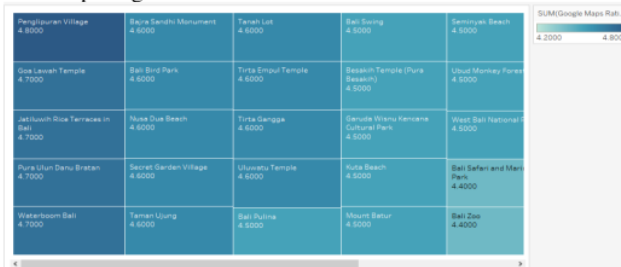 Penglipuran Village
4.8000
Bajra Sandhi Monument
4.6000
Tanah Lot
4.6000
Bali Swing
4.5000
Seminyak Beach
4.5000
Goa Lawah Temple
4.7000
Bali Bird Park
4.6000
Tirta Empul Temple
4.6000
Besakih Temple (Pura
Besakih)
4.5000
Ubud Monkey Fores
4.5000
Jatiluwih Rice Terraces in
Bali
4.7000
Nusa Dua Beach
4.6000
Tirta Gangga
4.6000
Garuda Wisnu Kencana
Cultural Park
4.5000
West Bali National
4.5000
Pura Ulun Danu Bratan
4.7000
Secret Garden Village
4.6000
Uluwatu Temple
4.6000
Kuta Beach
4.5000
Bali Safari and Mari
Park
4.4000
Waterboom Bali
4.7000
Taman Ujung
4.6000
Bali Pulina
4.5000
Mount Batur
4.5000
Bali Zoo
4.4000
SUM(Google Maps Rati
4.2000
4.800